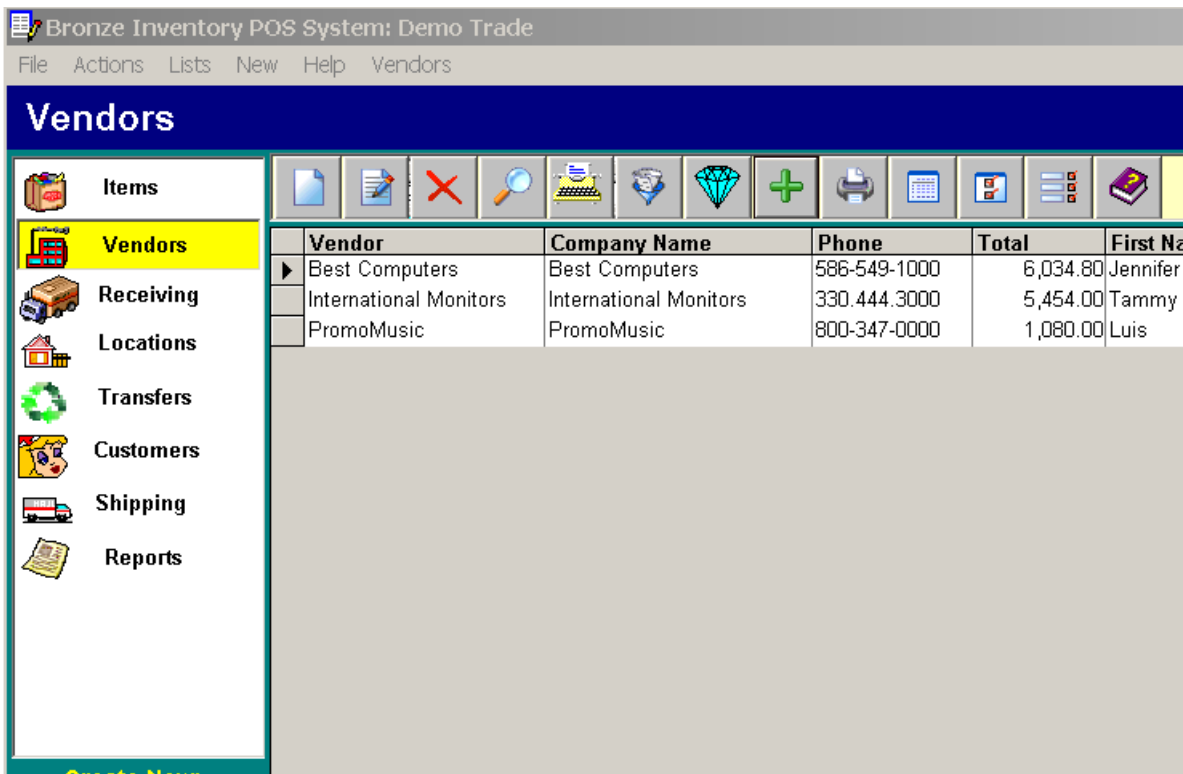 Bronze Inventory POS System: Demo Trade
File Actions Lists New Help Vendors
Vendors
Items
Vendors
Receiving
Locations
Transfers
Customers
Shipping
Reports
Vendor Company Name Phone Total First Na
Best Computers Best Computers 586-549-1000 6,034.80 Jennifer
International Monitors International Monitors 330.444.3000 5,454.00 Tammy
PromoMusic PromoMusic 800-347-0000 1,080.00 Luis